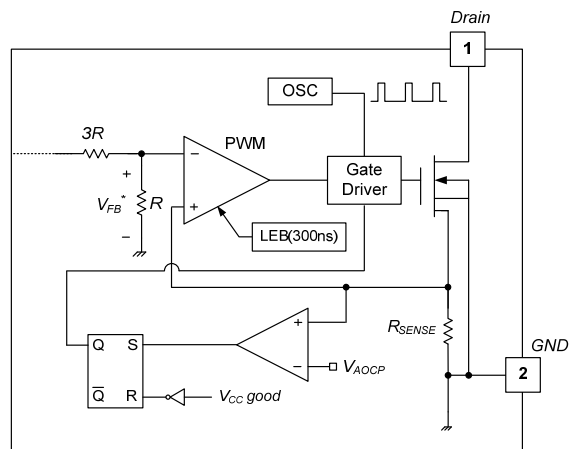 Drain
1
OSC
3R
PWM
−
+
Gate
Driver
+
V_FB*
R
−
LEB(300ns)
+
R_SENSE
GND
−
V_AOCP
2
Q
S
Q̅
R
V_CC good